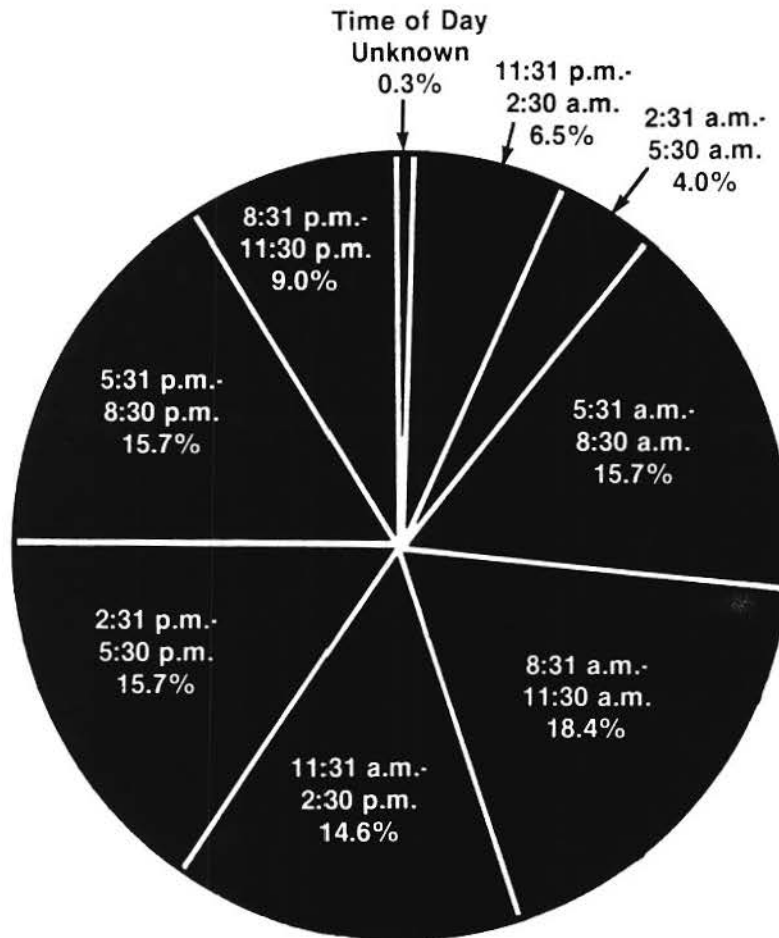 Time of Day
Unknown
0.3%
11:31 p.m.-
2:30 a.m.
6.5%
2:31 a.m.-
5:30 a.m.
4.0%
5:31 a.m.-
8:30 a.m.
15.7%
8:31 a.m.-
11:30 a.m.
18.4%
11:31 a.m.-
2:30 p.m.
14.6%
2:31 p.m.-
5:30 p.m.
15.7%
5:31 p.m.-
8:30 p.m.
15.7%
8:31 p.m.-
11:30 p.m.
9.0%